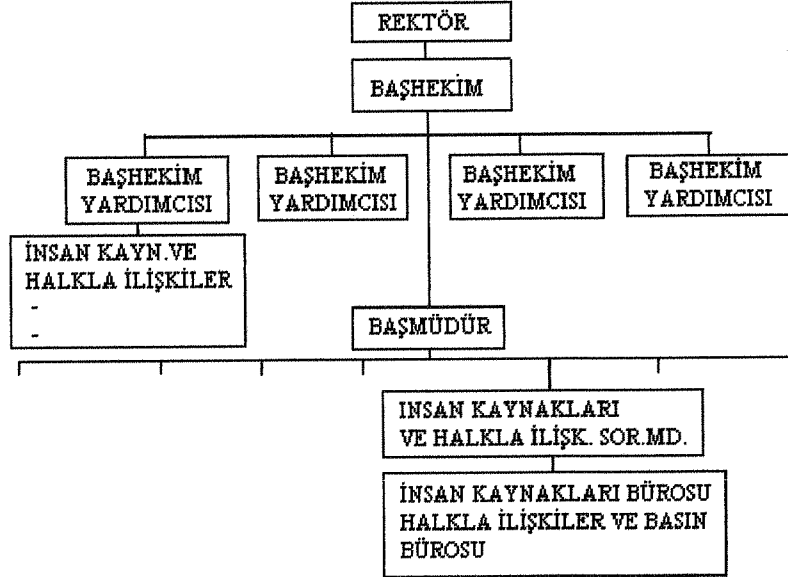 REKTÖR
BAŞHEKİM
BAŞHEKİM
YARDIMCISI
BAŞHEKİM
YARDIMCISI
BAŞHEKİM
YARDIMCISI
BAŞHEKİM
YARDIMCISI
İNSAN KAYN.VE
HALKLA İLİŞKİLER
-
-
BAŞMÜDÜR
INSAN KAYNAKLARI
VE HALKLA İLİŞK. SOR.MD.
İNSAN KAYNAKLARI BÜROSU
HALKLA İLİŞKİLER VE BASIN
BÜROSU